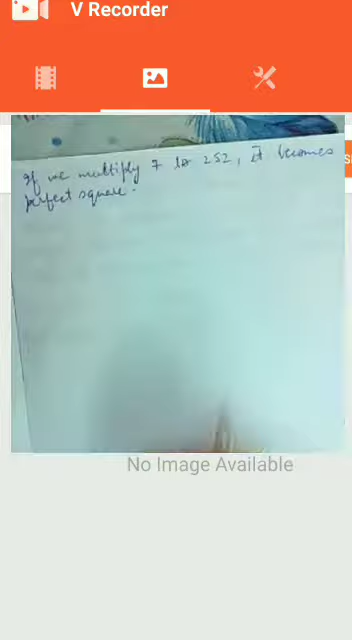 V Recorder
If we multiply 7 to 252, it becomes
perfect square.
No Image Available